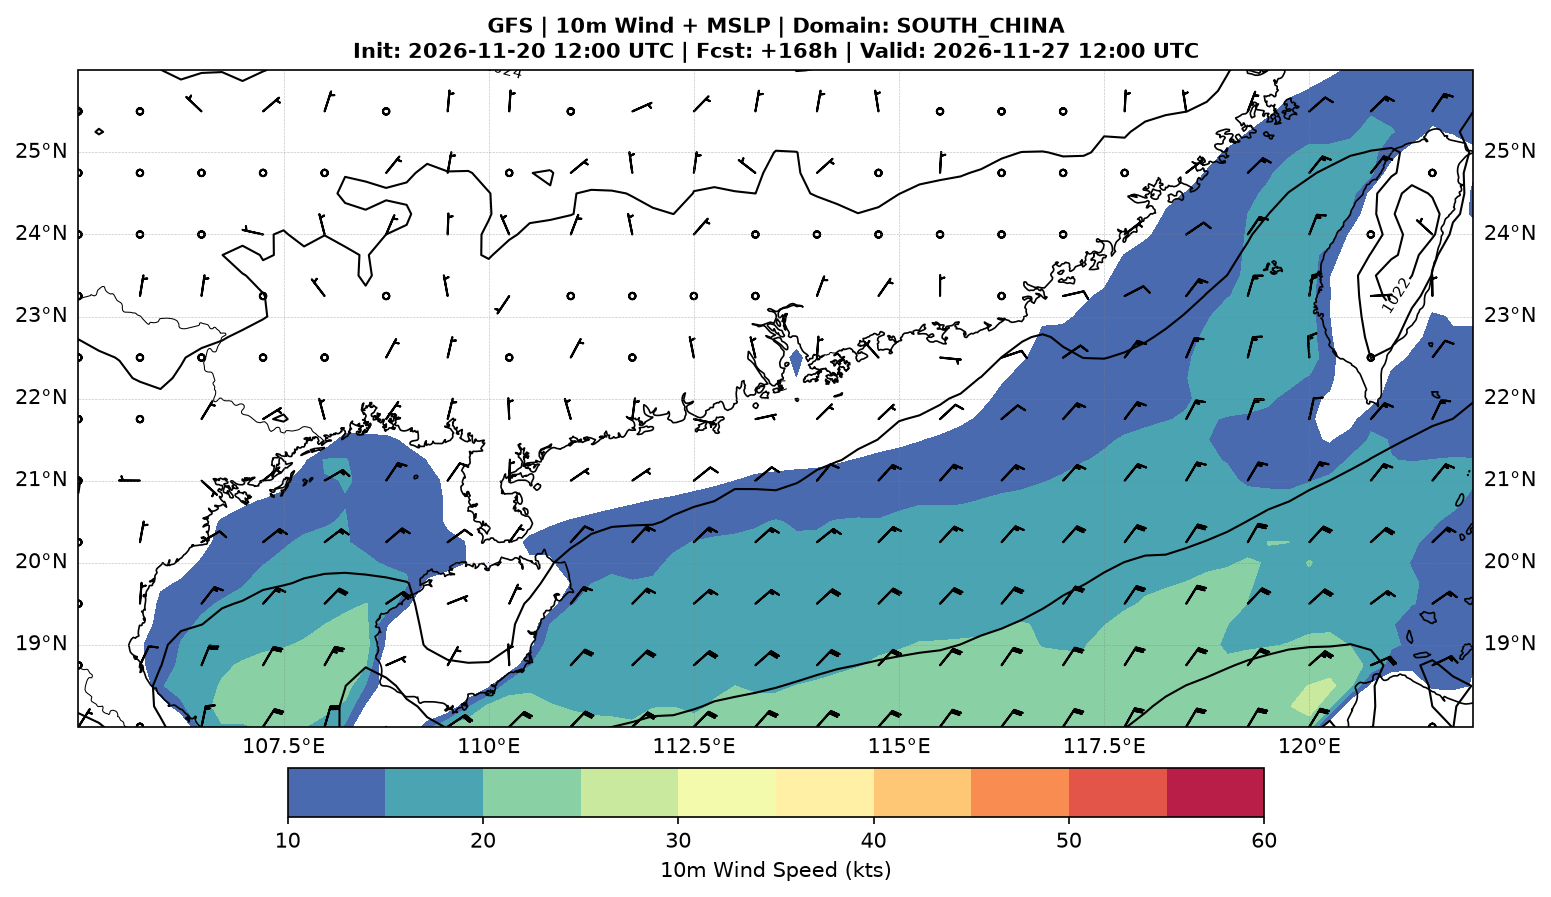 GFS | 10m Wind + MSLP | Domain: SOUTH_CHINA
Init: 2026-11-20 12:00 UTC | Fcst: +168h | Valid: 2026-11-27 12:00 UTC
25°N 25°N
24°N 24°N
1022
23°N 23°N
22°N 22°N
21°N 21°N
20°N 20°N
19°N 19°N
107.5°E 110°E 112.5°E 115°E 117.5°E 120°E
10 20 30 40 50 60
10m Wind Speed (kts)